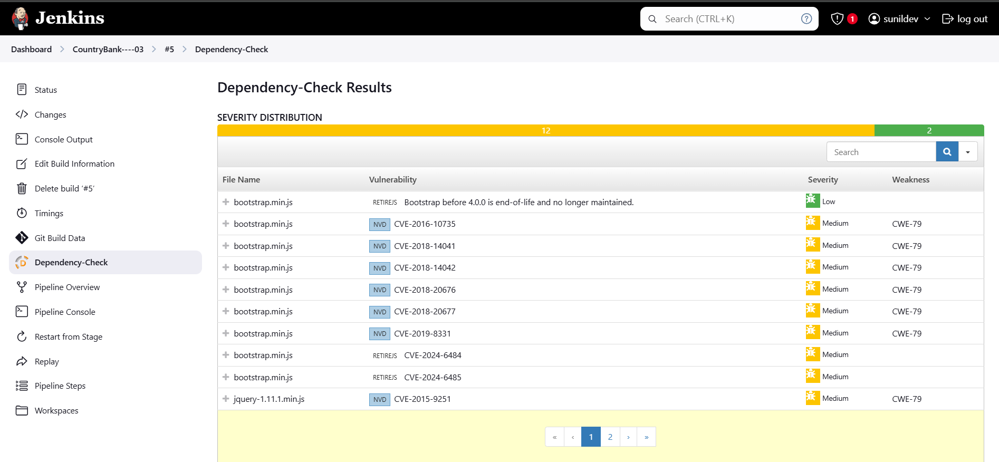 Jenkins
Search (CTRL+K)
?
1
sunildev
log out
Dashboard > CountryBank----03 > #5 > Dependency-Check
Status
Changes
Console Output
Edit Build Information
Delete build ‘#5’
Timings
Git Build Data
Dependency-Check
Pipeline Overview
Pipeline Console
Restart from Stage
Replay
Pipeline Steps
Workspaces
Dependency-Check Results
SEVERITY DISTRIBUTION
12 2
Search
File Name Vulnerability Severity Weakness
bootstrap.min.js RETIREJS Bootstrap before 4.0.0 is end-of-life and no longer maintained. Low
bootstrap.min.js NVD CVE-2016-10735 Medium CWE-79
bootstrap.min.js NVD CVE-2018-14041 Medium CWE-79
bootstrap.min.js NVD CVE-2018-14042 Medium CWE-79
bootstrap.min.js NVD CVE-2018-20676 Medium CWE-79
bootstrap.min.js NVD CVE-2018-20677 Medium CWE-79
bootstrap.min.js NVD CVE-2019-8331 Medium CWE-79
bootstrap.min.js RETIREJS CVE-2024-6484 Medium
bootstrap.min.js RETIREJS CVE-2024-6485 Medium
jquery-1.11.1.min.js NVD CVE-2015-9251 Medium CWE-79
« ‹ 1 2 › »